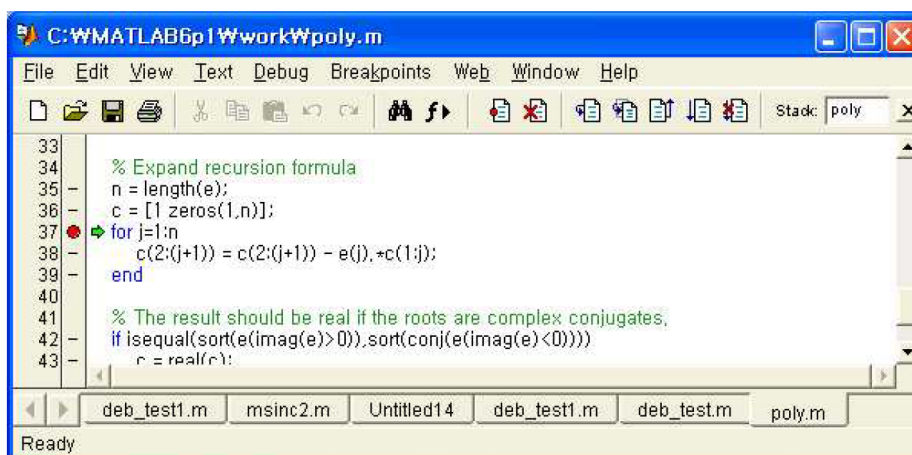 C:₩MATLAB6p1₩work₩poly.m
File Edit View Text Debug Breakpoints Web Window Help
Stack: poly
33
34 % Expand recursion formula
35 – n = length(e);
36 – c = [1 zeros(1,n)];
37 for j=1:n
38 – c(2:(j+1)) = c(2:(j+1)) – e(j).*c(1:j);
39 – end
40
41 % The result should be real if the roots are complex conjugates.
42 – if isequal(sort(e(imag(e)>0)),sort(conj(e(imag(e)<0))))
43 – c = real(c);
deb_test1.m msinc2.m Untitled14 deb_test1.m deb_test.m poly.m
Ready